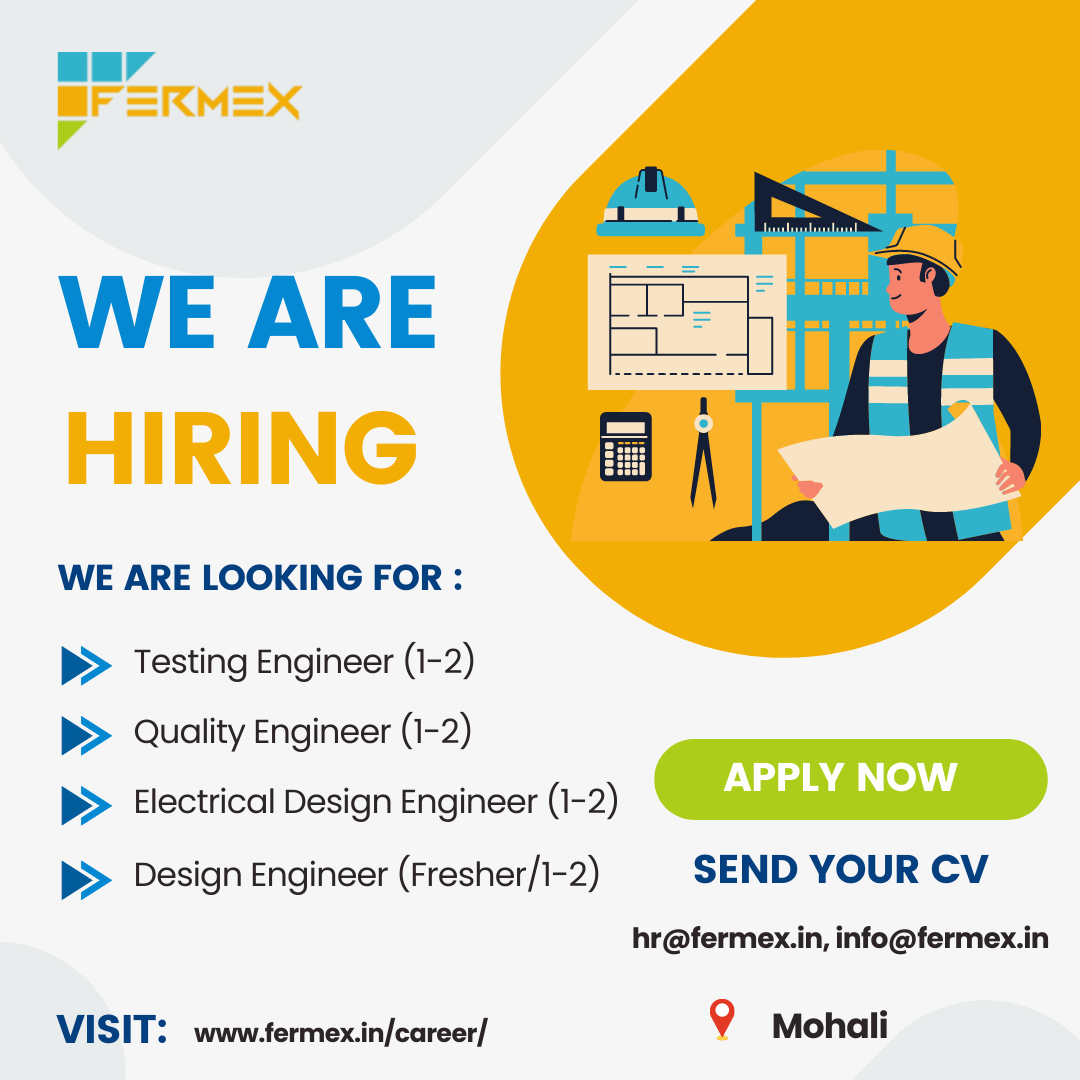 FERMEX
WE ARE
HIRING
WE ARE LOOKING FOR :
Testing Engineer (1-2)
Quality Engineer (1-2)
Electrical Design Engineer (1-2)
Design Engineer (Fresher/1-2)
APPLY NOW
SEND YOUR CV
hr@fermex.in, info@fermex.in
VISIT: www.fermex.in/career/
Mohali